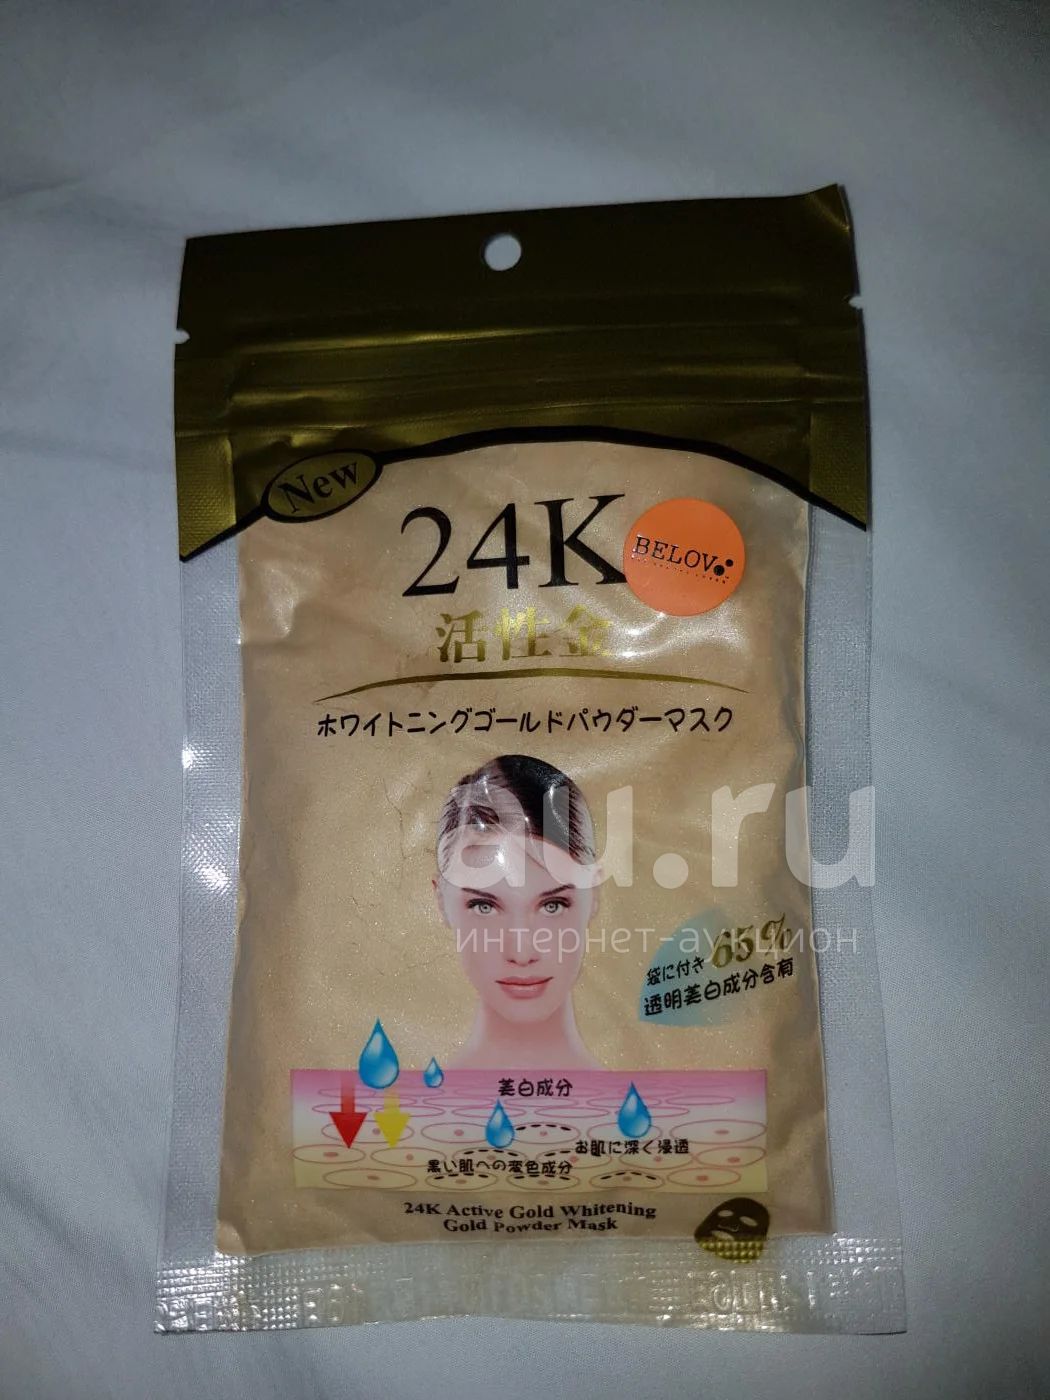 New
24K
BELOV
活性金
ホワイトニングゴールドパウダーマスク
au.ru
интернет-аукцион
65%
袋に付き
透明美白成分含有
美白成分
お肌に深く浸透
黒い肌への変色成分
24K Active Gold Whitening
Gold Powder Mask